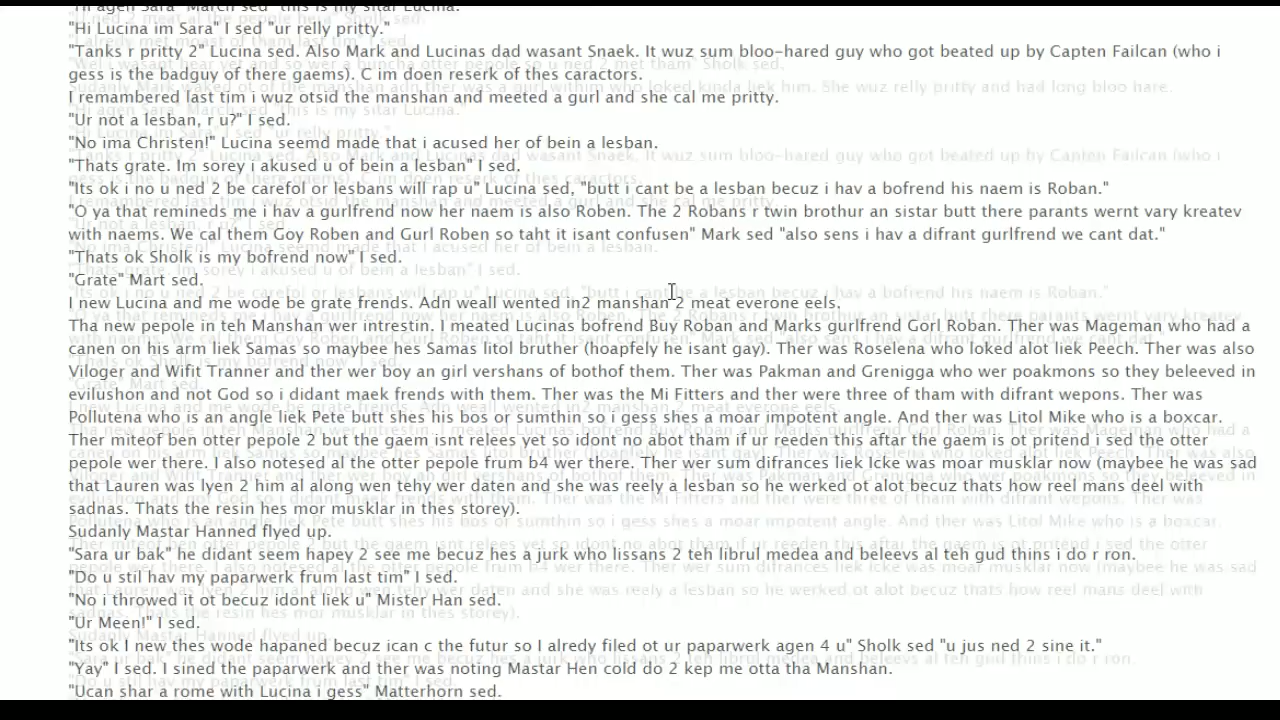 "Hi agen Sara" March sed "this is my sitar Lucina."
"Hi Lucina im Sara" I sed "ur relly pritty."
"Tanks r pritty 2" Lucina sed. Also Mark and Lucinas dad wasant Snaek. It wuz sum bloo-hared guy who got beated up by Capten Failcan (who i
gess is the badguy of there gaems). C im doen reserk of thes caractors.
I remambered last tim i wuz otsid the manshan and meeted a gurl and she cal me pritty.
"Ur not a lesban, r u?" I sed.
"No ima Christen!" Lucina seemd made that i acused her of bein a lesban.
"Thats grate. Im sorey i akused u of bein a lesban" I sed.
"Its ok i no u ned 2 be carefol or lesbans will rap u" Lucina sed, "butt i cant be a lesban becuz i hav a bofrend his naem is Roban."
"O ya that remineds me i hav a gurlfrend now her naem is also Roben. The 2 Robans r twin brothur an sistar butt there parants wernt vary kreatev
with naems. We cal them Goy Roben and Gurl Roben so taht it isant confusen" Mark sed "also sens i hav a difrant gurlfrend we cant dat."
"Thats ok Sholk is my bofrend now" I sed.
"Grate" Mart sed.
I new Lucina and me wode be grate frends. Adn weall wented in2 manshan 2 meat everone eels.
Tha new pepole in teh Manshan wer intrestin. I meated Lucinas bofrend Buy Roban and Marks gurlfrend Gorl Roban. Ther was Mageman who had a
canen on his arm liek Samas so maybee hes Samas litol bruther (hoapfely he isant gay). Ther was Roselena who loked alot liek Peech. Ther was also
Viloger and Wifit Tranner and ther wer boy an girl vershans of bothof them. Ther was Pakman and Grenigga who wer poakmons so they beleeved in
evilushon and not God so i didant maek frends with them. Ther was the Mi Fitters and ther were three of tham with difrant wepons. Ther was
Pollutena who is an angle liek Pete butt shes his bos or sumthin so i gess shes a moar impotent angle. And ther was Litol Mike who is a boxcar.
Ther miteof ben otter pepole 2 but the gaem isnt relees yet so idont no abot tham if ur reeden this aftar the gaem is ot pritend i sed the otter
pepole wer there. I also notesed al the otter pepole frum b4 wer there. Ther wer sum difrances liek Icke was moar musklar now (maybee he was sad
that Lauren was lyen 2 him al along wen tehy wer daten and she was reely a lesban so he werked ot alot becuz thats how reel mans deel with
sadnas. Thats the resin hes mor musklar in thes storey).
Sudanly Mastar Hanned flyed up.
"Sara ur bak" he didant seem hapey 2 see me becuz hes a jurk who lissans 2 teh librul medea and beleevs al teh gud thins i do r ron.
"Do u stil hav my paparwerk frum last tim" I sed.
"No i throwed it ot becuz idont liek u" Mister Han sed.
"Ur Meen!" I sed.
"Its ok I new thes wode hapaned becuz ican c the futur so I alredy filed ot ur paparwerk agen 4 u" Sholk sed "u jus ned 2 sine it."
"Yay" I sed. I sined the paparwerk and ther was noting Mastar Hen cold do 2 kep me otta tha Manshan.
"Ucan shar a rome with Lucina i gess" Matterhorn sed.